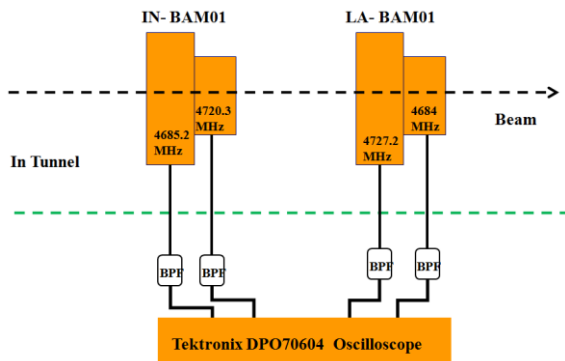 IN- BAM01
LA- BAM01
4720.3
MHz
4684
MHz
4685.2
MHz
4727.2
MHz
Beam
In Tunnel
BPF
BPF
BPF
BPF
Tektronix DPO70604 Oscilloscope